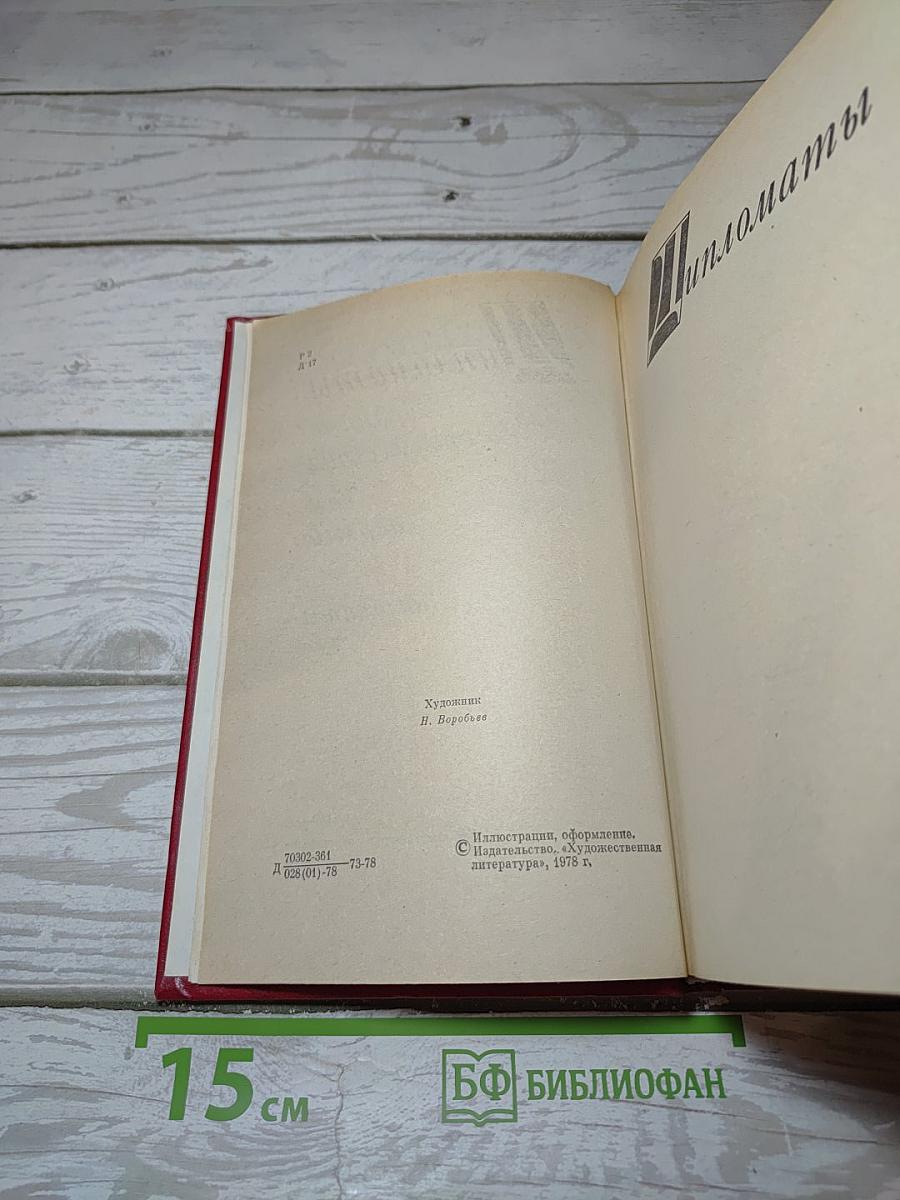 Р 2
Д 17
Художник
Н. Воробьев
Д 70302-361 73-78
028(01)-78
© Иллюстрации, оформление.
Издательство. «Художественная
литература», 1978 г,
Дипломаты
15 см
БФ БИБЛИОФАН